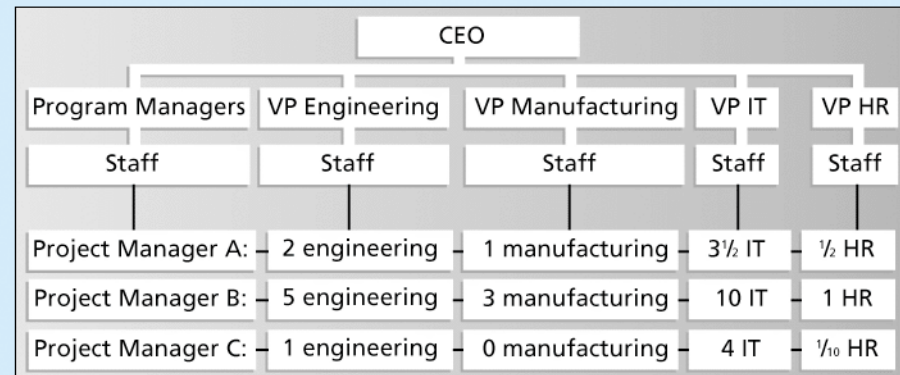 CEO
Program Managers VP Engineering VP Manufacturing VP IT VP HR
Staff Staff Staff Staff Staff
Project Manager A: 2 engineering 1 manufacturing 3½ IT ½ HR
Project Manager B: 5 engineering 3 manufacturing 10 IT 1 HR
Project Manager C: 1 engineering 0 manufacturing 4 IT 1/10 HR